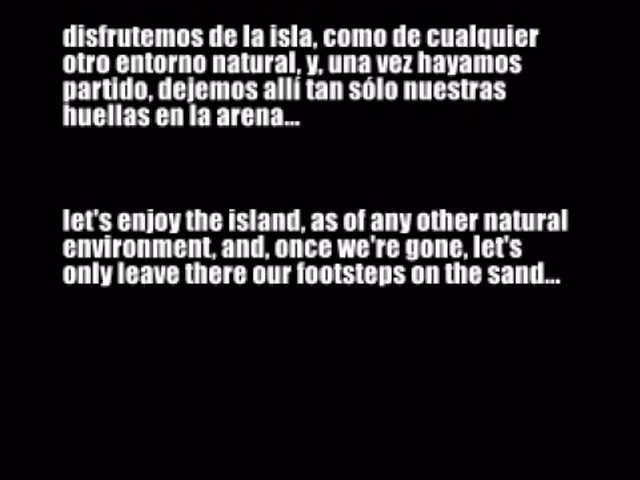 disfrutemos de la isla, como de cualquier
otro entorno natural, y, una vez hayamos
partido, dejemos allí tan sólo nuestras
huellas en la arena...
let's enjoy the island, as of any other natural
environment, and, once we're gone, let's
only leave there our footsteps on the sand...